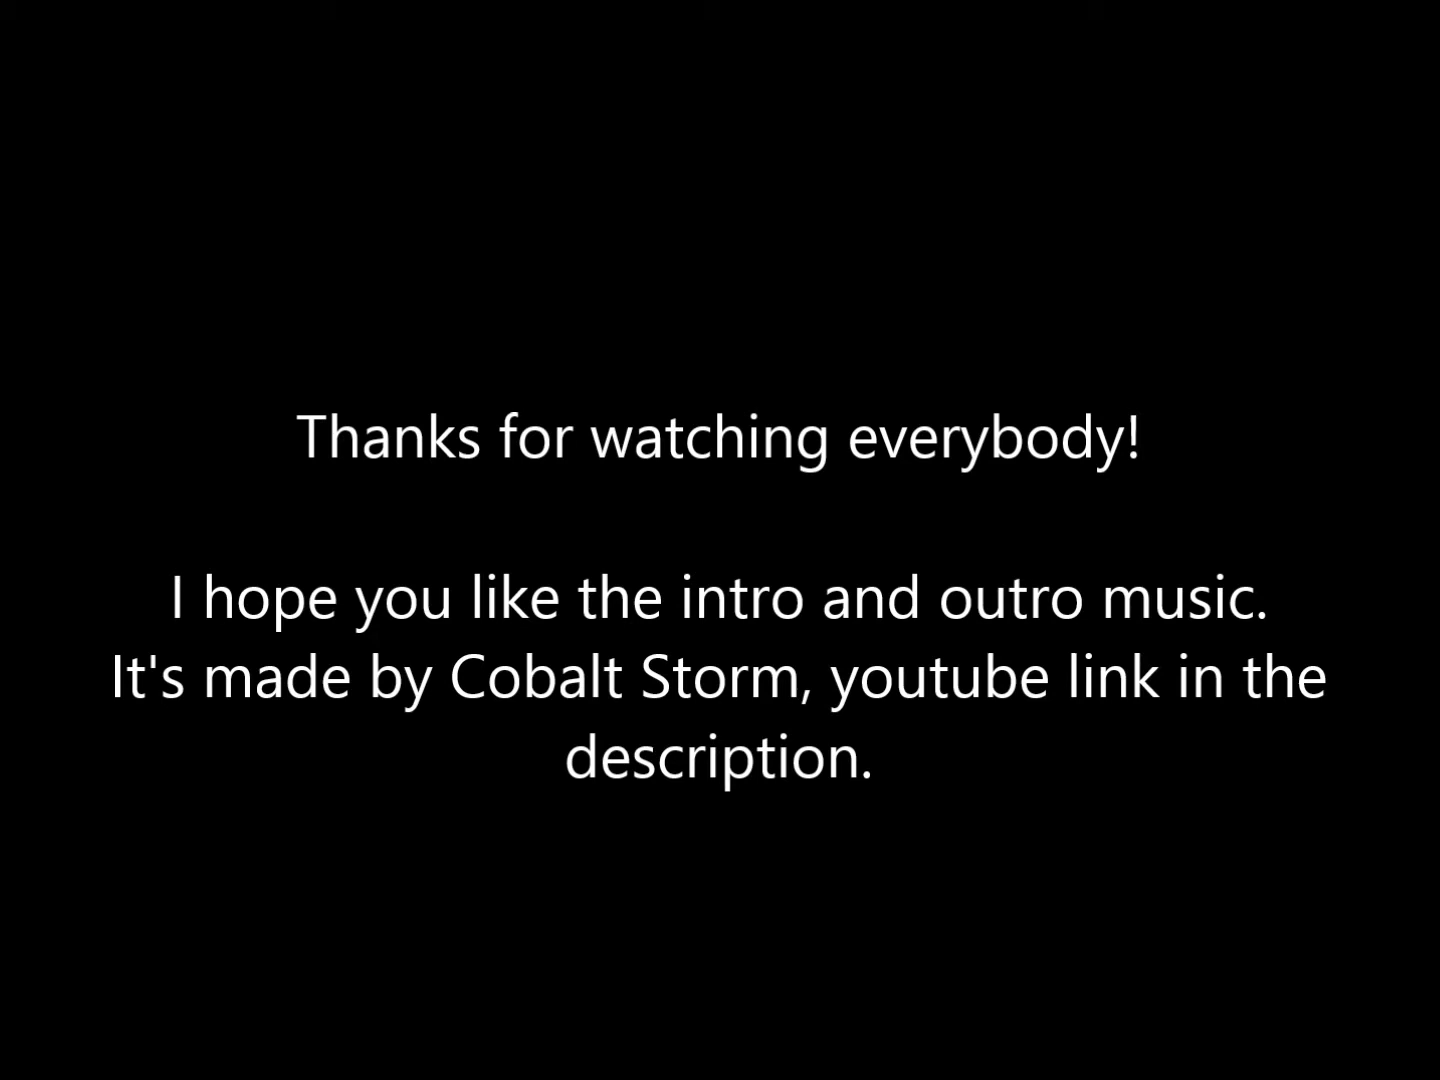 Thanks for watching everybody!
I hope you like the intro and outro music.
It's made by Cobalt Storm, youtube link in the
description.